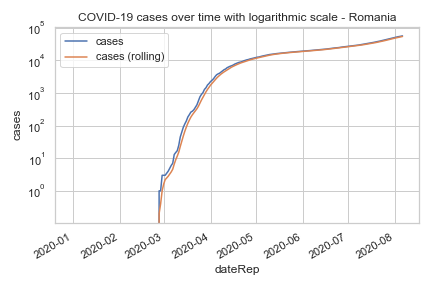 COVID-19 cases over time with logarithmic scale - Romania
cases
cases (rolling)
10^5
10^4
10^3
10^2
10^1
10^0
cases
2020-01
2020-02
2020-03
2020-04
2020-05
2020-06
2020-07
2020-08
dateRep